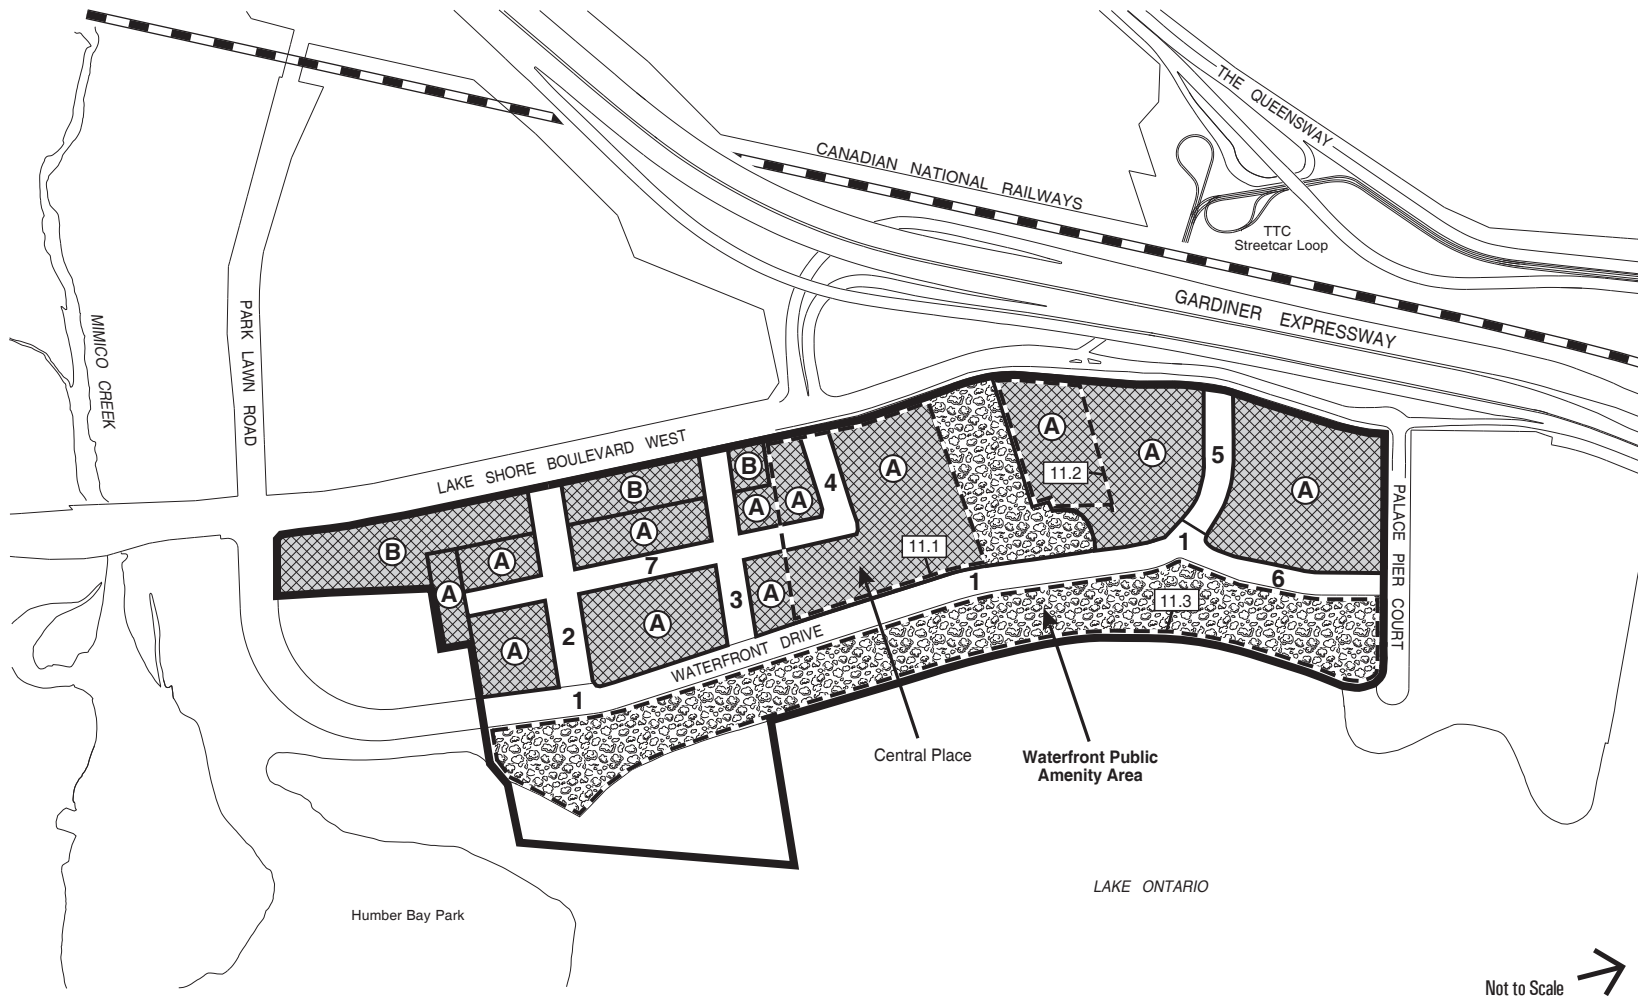 THE QUEENSWAY
CANADIAN NATIONAL RAILWAYS
TTC
Streetcar Loop
GARDINER EXPRESSWAY
MIMICO CREEK
PARK LAWN ROAD
LAKE SHORE BOULEVARD WEST
A
11.2
A
5
A
B
4
A
B
A
A
A
B
A
A
7
11.1
1
PALACE PIER COURT
A
A
3
A
1
6
11.3
A
2
WATERFRONT DRIVE
1
Central Place
Waterfront Public
Amenity Area
LAKE ONTARIO
Humber Bay Park
Not to Scale